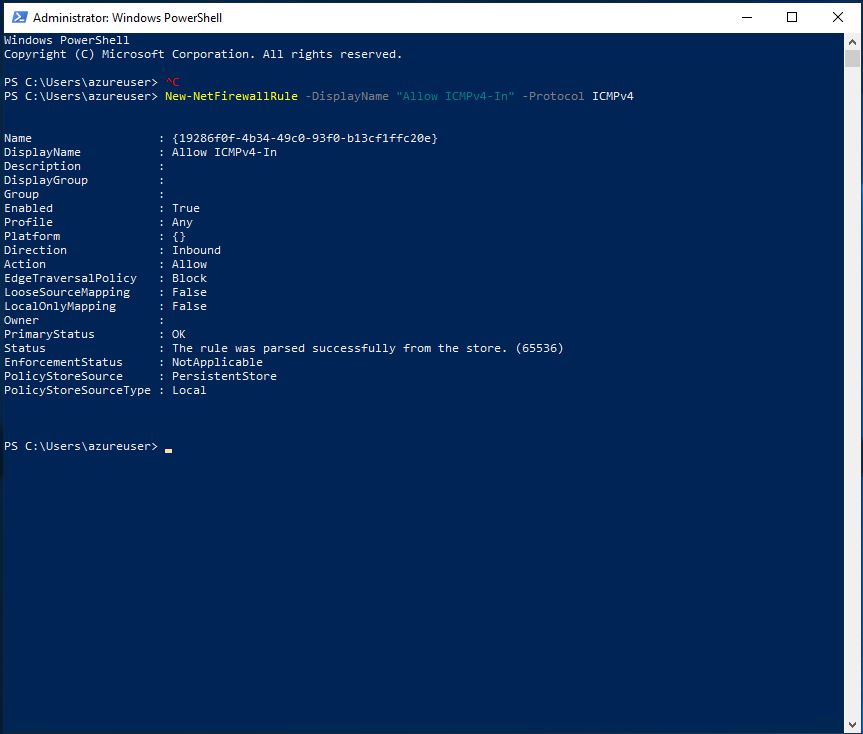 Administrator: Windows PowerShell
Windows PowerShell
Copyright (C) Microsoft Corporation. All rights reserved.
PS C:\Users\azureuser> ^C
PS C:\Users\azureuser> New-NetFirewallRule -DisplayName "Allow ICMPv4-In" -Protocol ICMPv4
Name                  : {19286f0f-4b34-49c0-93f0-b13cf1ffc20e}
DisplayName           : Allow ICMPv4-In
Description           :
DisplayGroup          :
Group                 :
Enabled               : True
Profile               : Any
Platform              : {}
Direction             : Inbound
Action                : Allow
EdgeTraversalPolicy   : Block
LooseSourceMapping    : False
LocalOnlyMapping      : False
Owner                 :
PrimaryStatus         : OK
Status                : The rule was parsed successfully from the store. (65536)
EnforcementStatus     : NotApplicable
PolicyStoreSource     : PersistentStore
PolicyStoreSourceType : Local
PS C:\Users\azureuser>